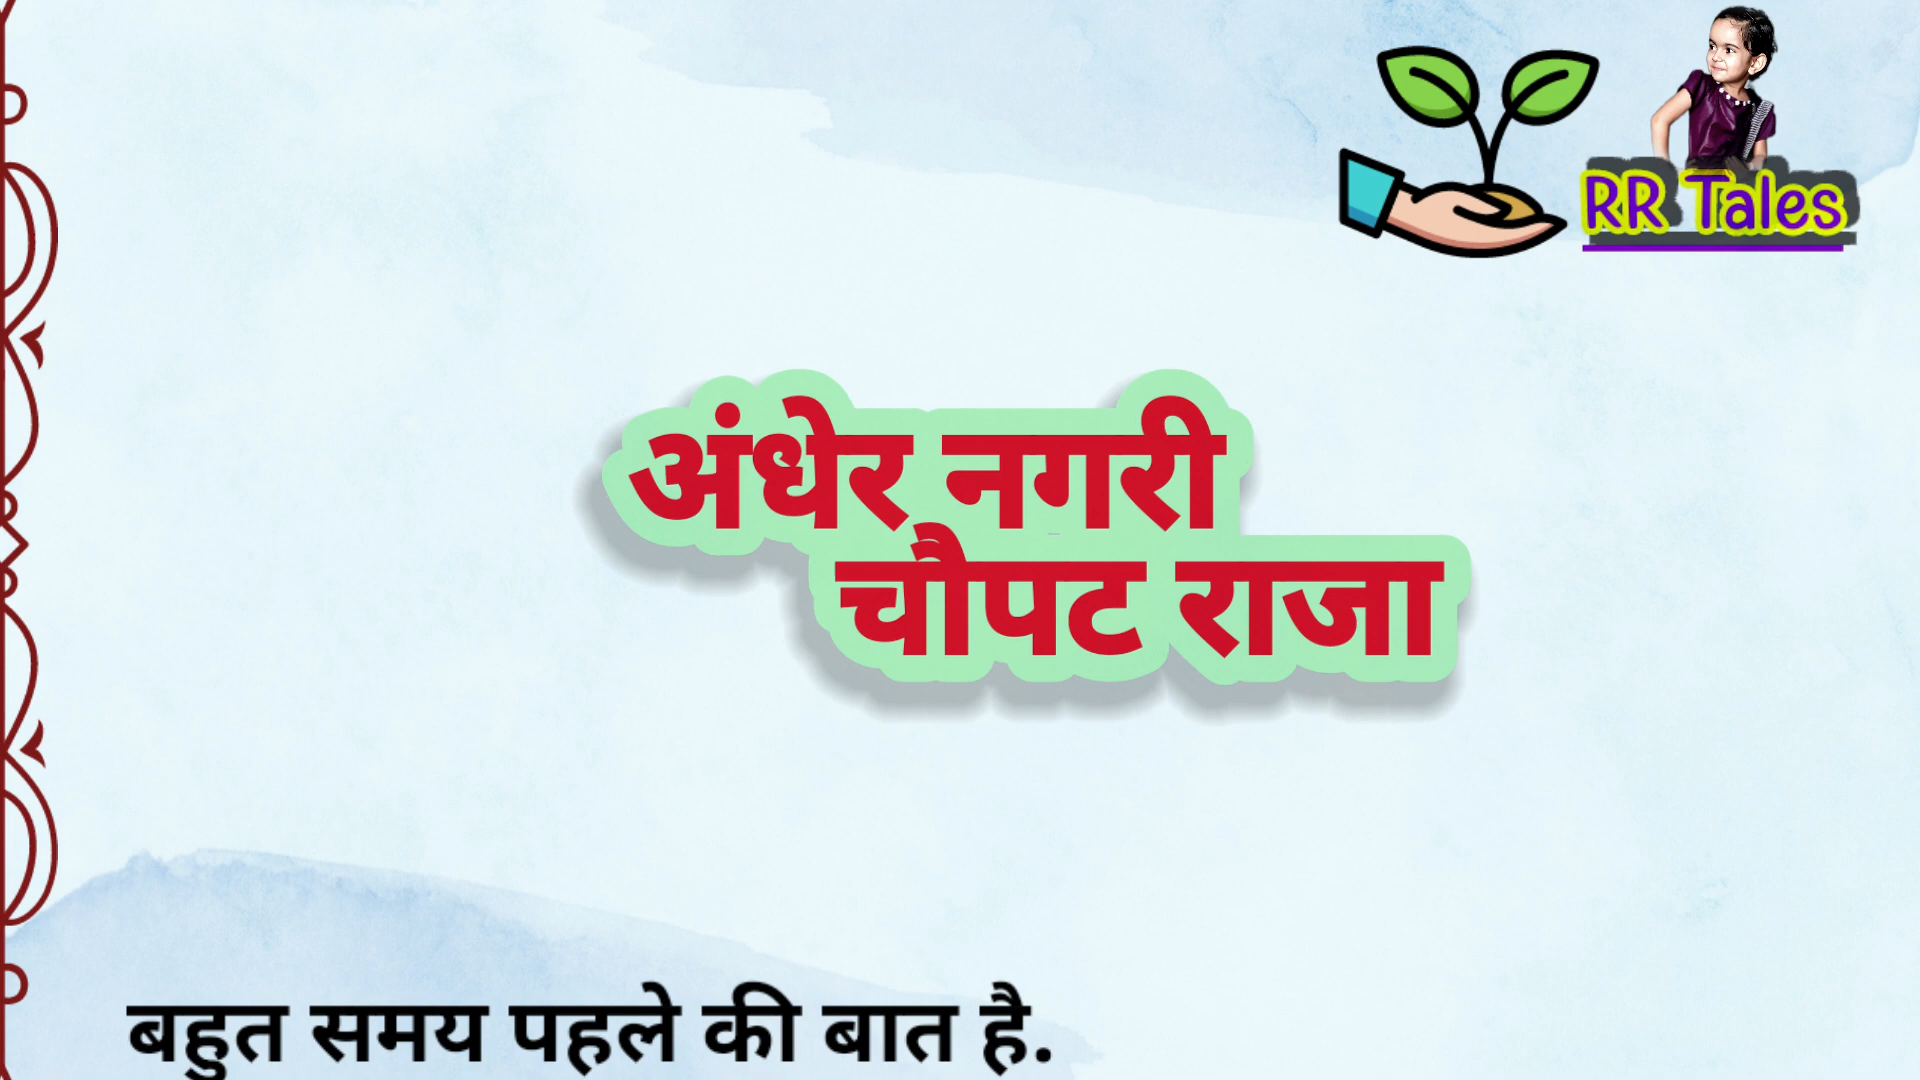 RR Tales
अंधेर नगरी
चौपट राजा
बहुत समय पहले की बात है.